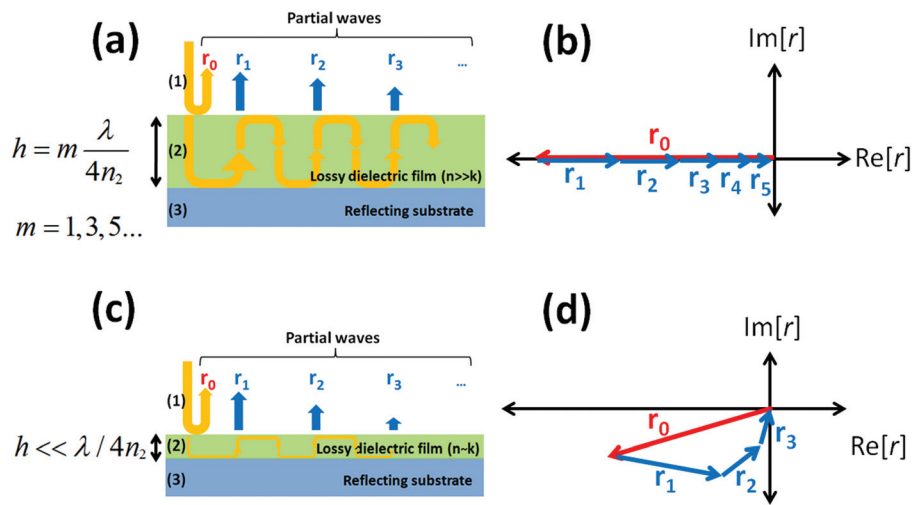 (a)
Partial waves
r0 r1 r2 r3 ...
(1)
h = m λ / 4n2
(2)
Lossy dielectric film (n>>k)
(3)
Reflecting substrate
m = 1,3,5...
(b)
Im[r]
r0
Re[r]
r1 r2 r3 r4 r5
(c)
Partial waves
r0 r1 r2 r3 ...
(1)
h << λ / 4n2
(2)
Lossy dielectric film (n~k)
(3)
Reflecting substrate
(d)
Im[r]
r0
Re[r]
r3
r1 r2